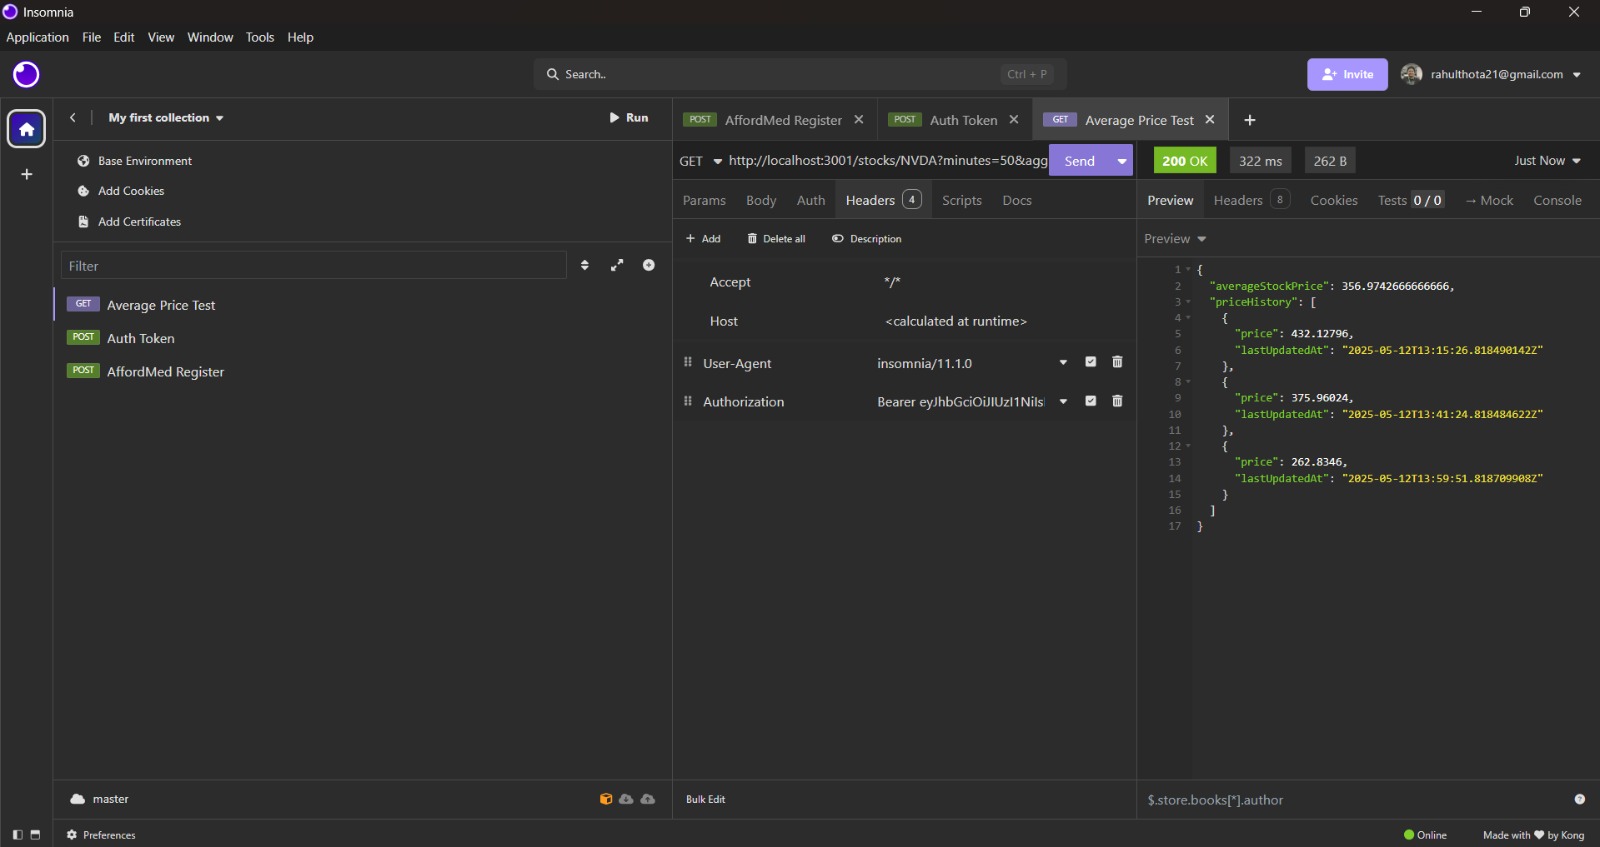 Insomnia
Application File Edit View Window Tools Help
Search.. Ctrl + P
Invite rahulthota21@gmail.com
My first collection Run
POST AffordMed Register POST Auth Token GET Average Price Test
Base Environment
Add Cookies
Add Certificates
Filter
GET Average Price Test
POST Auth Token
POST AffordMed Register
GET http://localhost:3001/stocks/NVDA?minutes=50&agg Send
Params Body Auth Headers 4 Scripts Docs
Add Delete all Description
Accept */*
Host <calculated at runtime>
User-Agent insomnia/11.1.0
Authorization Bearer eyJhbGciOiJIUzI1NiIs
200 OK 322 ms 262 B Just Now
Preview Headers 8 Cookies Tests 0 / 0 → Mock Console
Preview
1 {
2 "averageStockPrice": 356.9742666666666,
3 "priceHistory": [
4 {
5 "price": 432.12796,
6 "lastUpdatedAt": "2025-05-12T13:15:26.818490142Z"
7 },
8 {
9 "price": 375.96024,
10 "lastUpdatedAt": "2025-05-12T13:41:24.818484622Z"
11 },
12 {
13 "price": 262.8346,
14 "lastUpdatedAt": "2025-05-12T13:59:51.818709908Z"
15 }
16 ]
17 }
master
Bulk Edit
$.store.books[*].author
Preferences
Online Made with ♥ by Kong